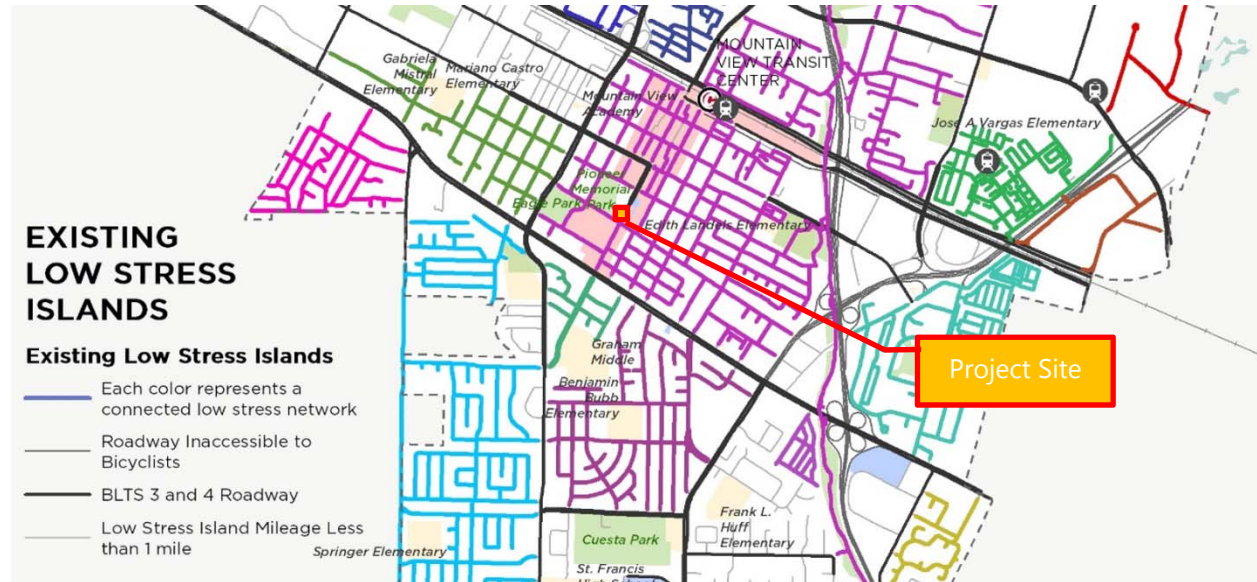 MOUNTAIN
VIEW TRANSIT
CENTER
Gabriela
Mistral
Elementary
Mariano Castro
Elementary
Mountain View
Academy
Jose A Vargas Elementary
Pioneer
Memorial
Park
Eagle Park
Edith Landels Elementary
EXISTING
LOW STRESS
ISLANDS
Existing Low Stress Islands
Each color represents a
connected low stress network
Roadway Inaccessible to
Bicyclists
BLTS 3 and 4 Roadway
Low Stress Island Mileage Less
than 1 mile
Project Site
Graham
Middle
Benjamin
Bubb
Elementary
Springer Elementary
Cuesta Park
Frank L.
Huff
Elementary
St. Francis